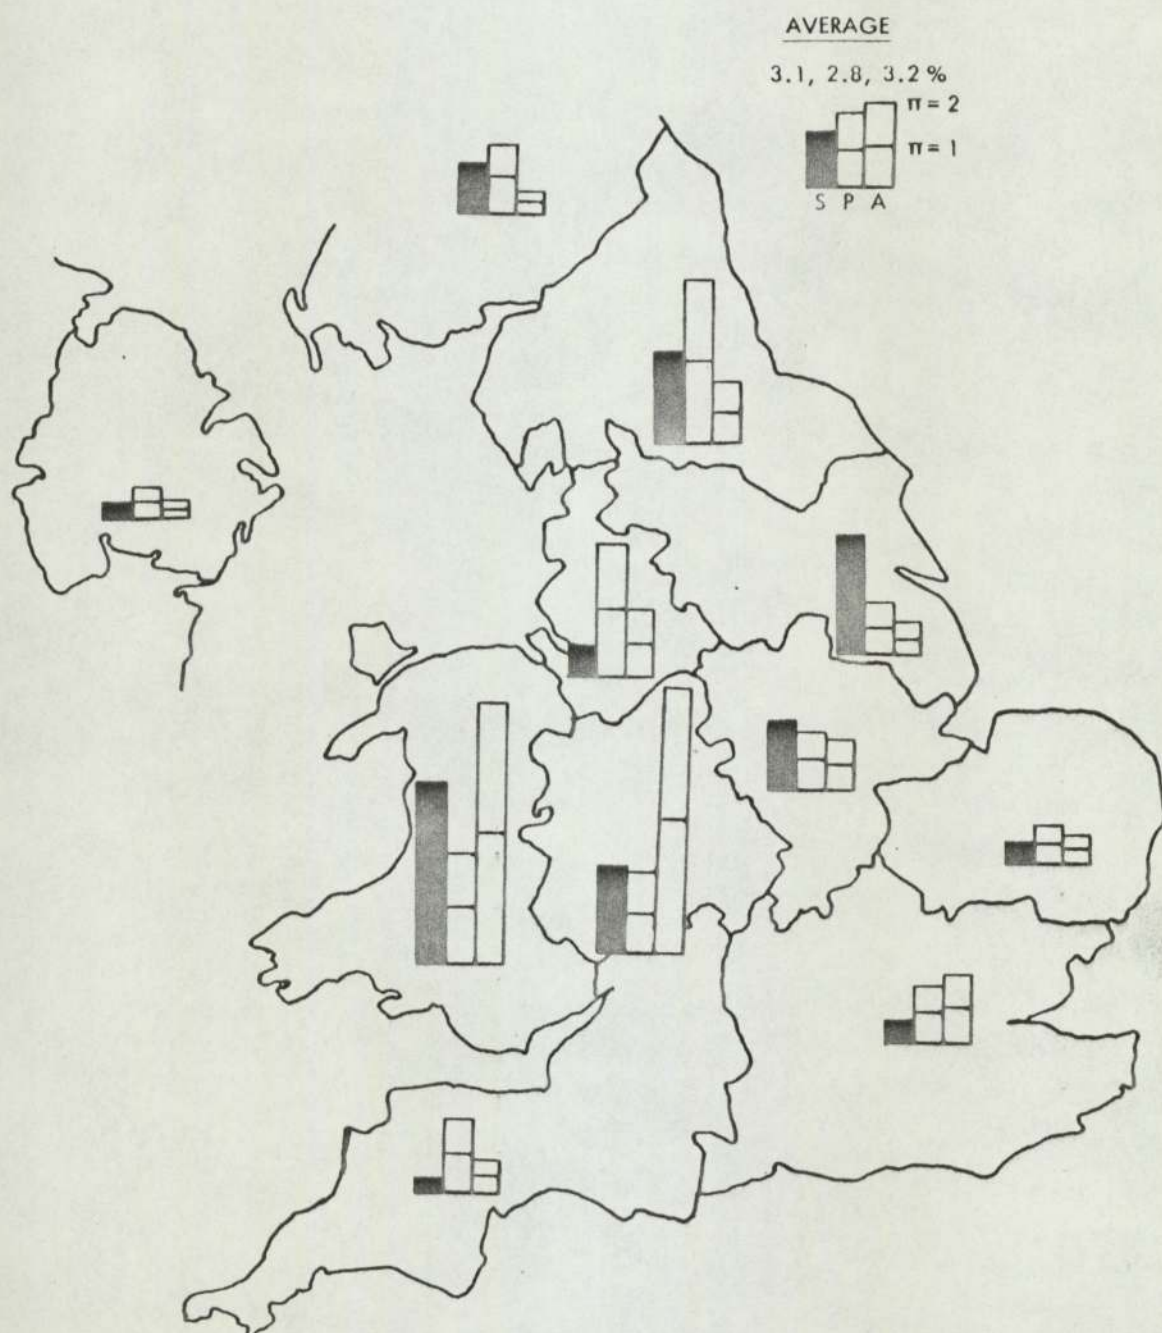 AVERAGE
3.1, 2.8, 3.2 %
π = 2
π = 1
S P A